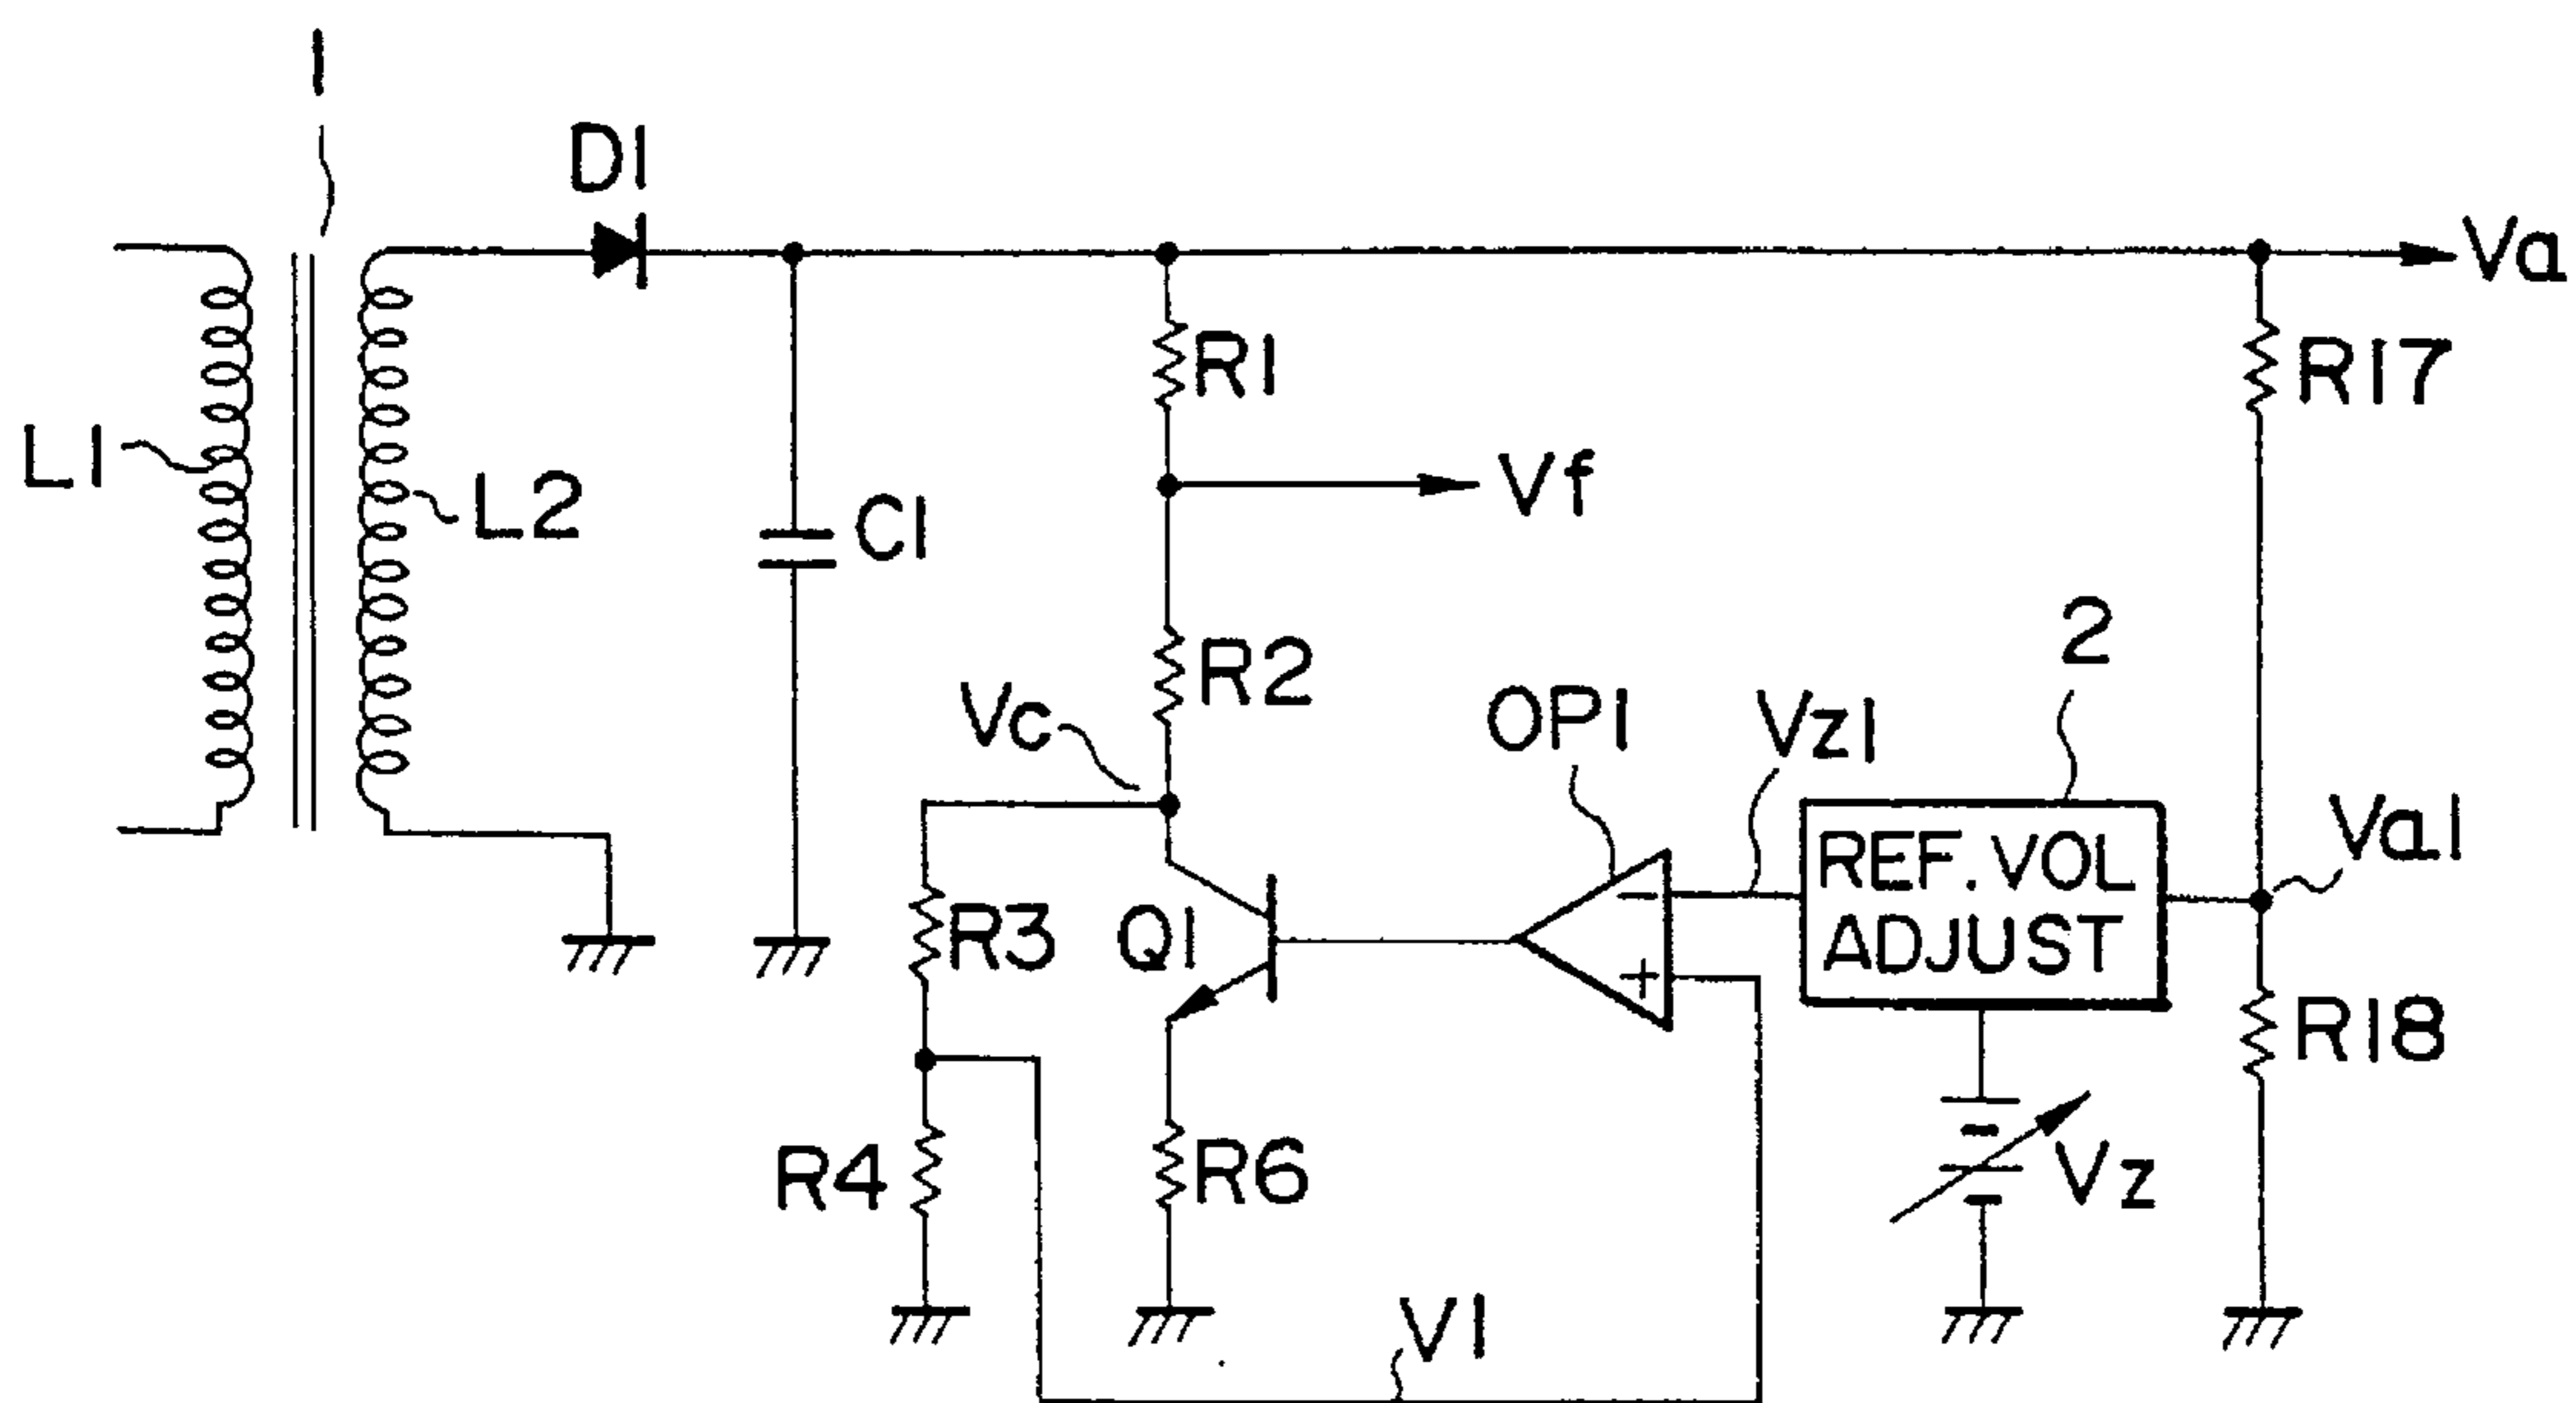 1
D1
Va
R1
R17
L1
Vf
L2
C1
2
R2
Vc
OP1
Vz1
REF. VOL
ADJUST
Va1
−
R3
Q1
+
R18
R4
R6
Vz
V1